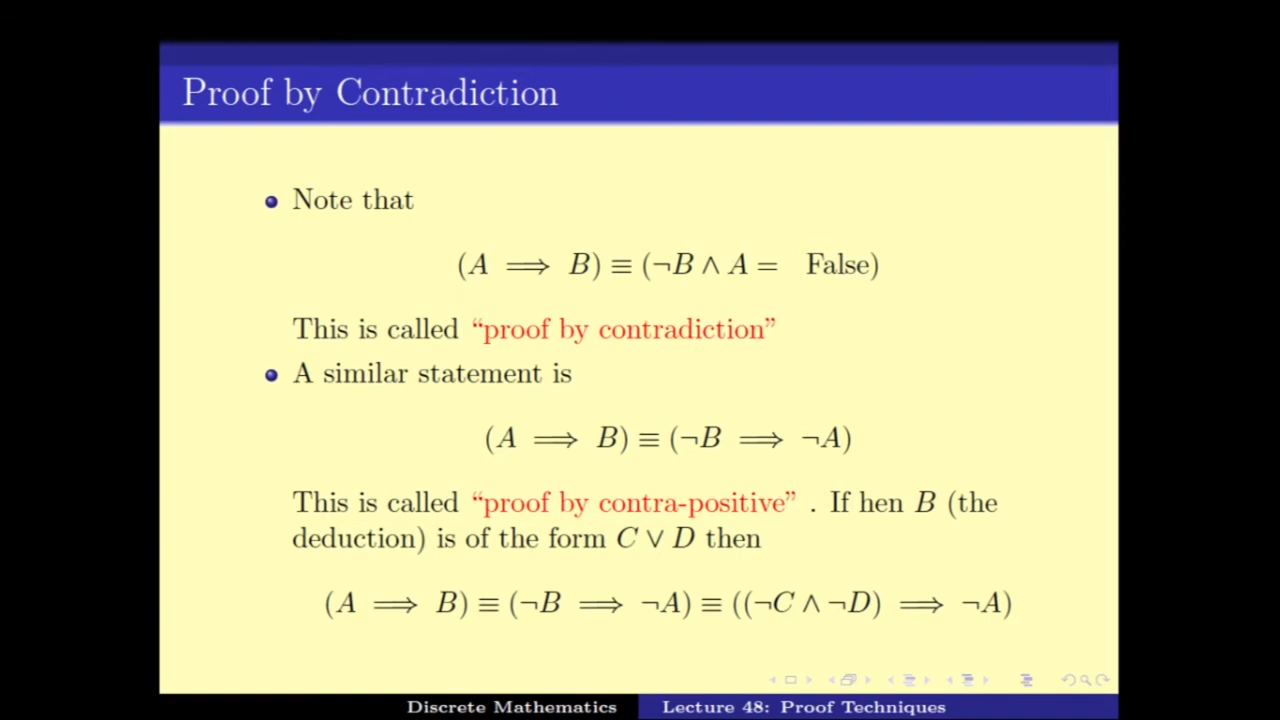 Proof by Contradiction
Note that
(A ⟹ B) ≡ (¬B ∧ A = False)
This is called “proof by contradiction”
A similar statement is
(A ⟹ B) ≡ (¬B ⟹ ¬A)
This is called “proof by contra-positive” . If hen B (the
deduction) is of the form C ∨ D then
(A ⟹ B) ≡ (¬B ⟹ ¬A) ≡ ((¬C ∧ ¬D) ⟹ ¬A)
Discrete Mathematics Lecture 48: Proof Techniques